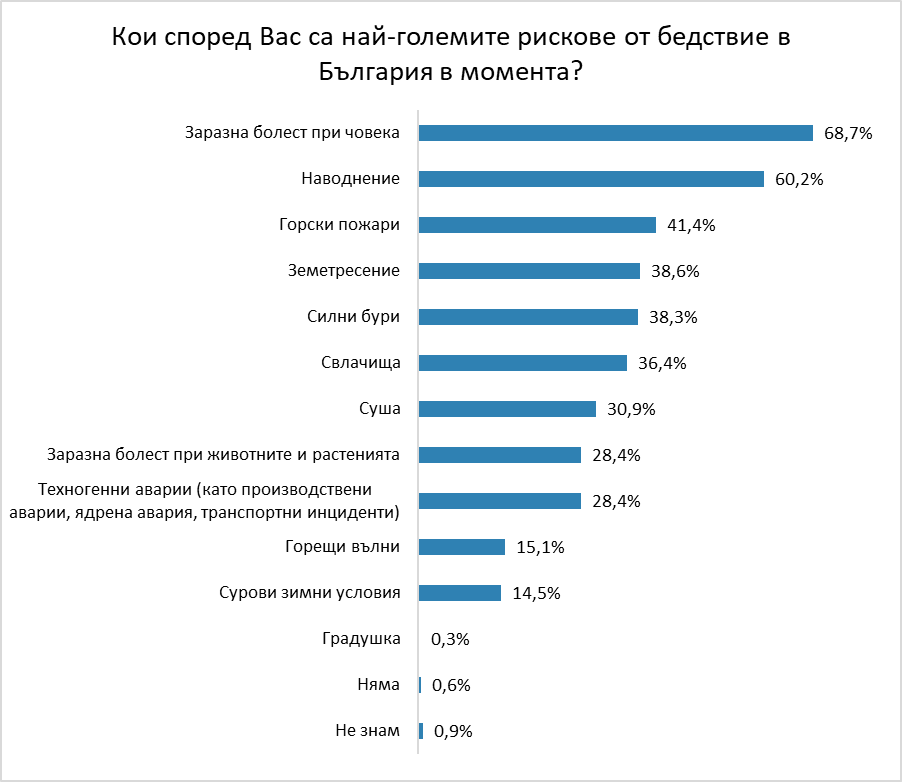 Кои според Вас са най-големите рискове от бедствие в
България в момента?
Заразна болест при човека 68,7%
Наводнение 60,2%
Горски пожари 41,4%
Земетресение 38,6%
Силни бури 38,3%
Свлачища 36,4%
Суша 30,9%
Заразна болест при животните и растенията 28,4%
Техногенни аварии (като производствени
аварии, ядрена авария, транспортни инциденти) 28,4%
Горещи вълни 15,1%
Сурови зимни условия 14,5%
Градушка 0,3%
Няма 0,6%
Не знам 0,9%